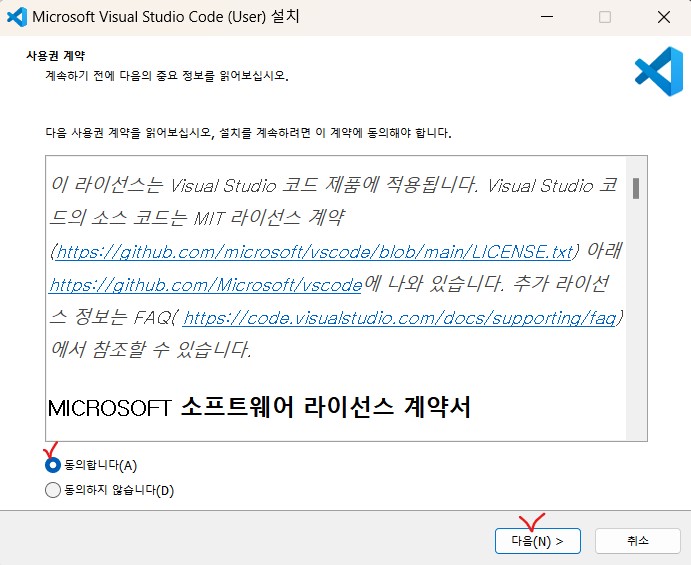 Microsoft Visual Studio Code (User) 설치
사용권 계약
계속하기 전에 다음의 중요 정보를 읽어보십시오.
다음 사용권 계약을 읽어보십시오, 설치를 계속하려면 이 계약에 동의해야 합니다.
이 라이선스는 Visual Studio 코드 제품에 적용됩니다. Visual Studio 코
드의 소스 코드는 MIT 라이선스 계약
(https://github.com/microsoft/vscode/blob/main/LICENSE.txt) 아래
https://github.com/Microsoft/vscode에 나와 있습니다. 추가 라이선
스 정보는 FAQ( https://code.visualstudio.com/docs/supporting/faq)
에서 참조할 수 있습니다.
MICROSOFT 소프트웨어 라이선스 계약서
동의합니다(A)
동의하지 않습니다(D)
다음(N) >
취소